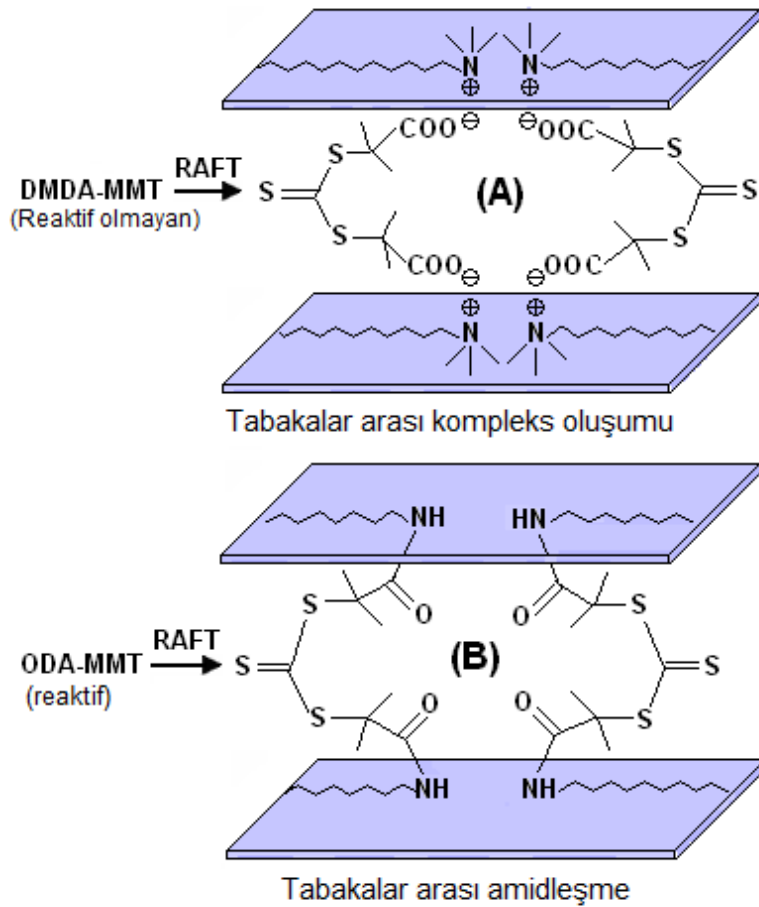 N N
⊕ ⊕
⊖ ⊖
COO OOC
S S
RAFT
DMDA-MMT
(Reaktif olmayan)
S (A) S
S S
COO OOC
⊖ ⊖
⊕ ⊕
N N
Tabakalar arası kompleks oluşumu
NH HN
O O
S S
RAFT
ODA-MMT
(reaktif)
S (B) S
S O O S
NH NH
Tabakalar arası amidleşme